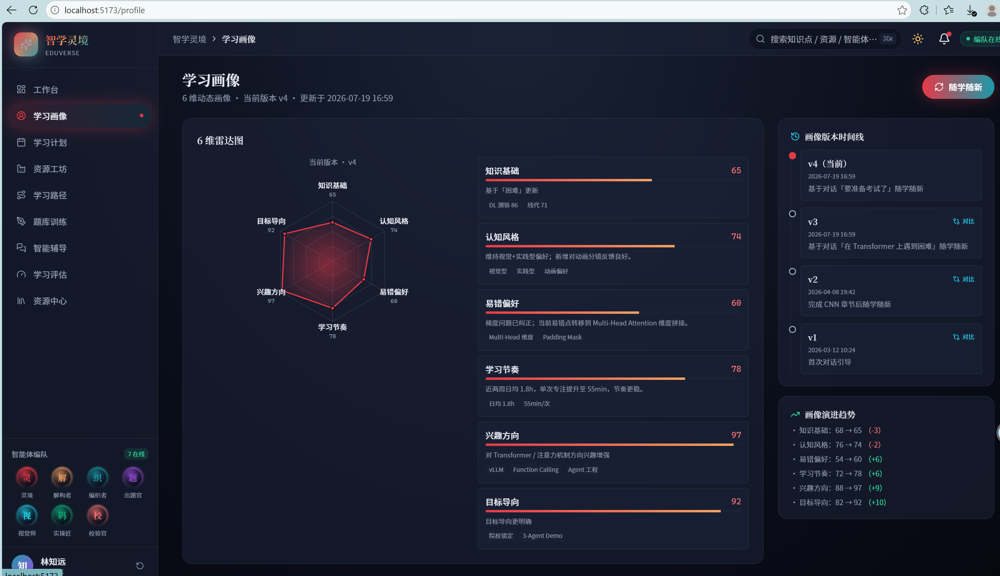 localhost:5173/profile
智学灵境
EDUVERSE
智学灵境 > 学习画像
搜索知识点 / 资源 / 智能体… ⌘K
编队在线
工作台
学习画像
学习计划
资源工坊
学习路径
题库训练
智能辅导
学习评估
资源中心
智能体编队
7 在线
灵 解 织 题
灵境 解构者 编织者 出题官
视 码 校
视觉师 实操匠 校验官
知
林知远
localhost:5173
学习画像
6 维动态画像 · 当前版本 v4 · 更新于 2026-07-19 16:59
随学随新
6 维雷达图
当前版本 · v4
知识基础
65
认知风格
74
易错偏好
60
学习节奏
78
兴趣方向
97
目标导向
92
知识基础 65
基于「困难」更新
DL 测验 86 线代 71
认知风格 74
维持视觉+实践型偏好；新增对动画分镜反馈良好。
视觉型 实践型 动画偏好
易错偏好 60
梯度问题已纠正；当前易错点转移到 Multi-Head Attention 维度拼接。
Multi-Head 维度 Padding Mask
学习节奏 78
近两周日均 1.8h，单次专注提升至 55min，节奏更稳。
日均 1.8h 55min/次
兴趣方向 97
对 Transformer / 注意力机制方向兴趣增强
vLLM Function Calling Agent 工程
目标导向 92
目标导向更明确
院校锁定 3-Agent Demo
画像版本时间线
v4（当前）
2026-07-19 16:59
基于对话「要准备考试了」随学随新
v3 对比
2026-07-19 16:59
基于对话「在 Transformer 上遇到困难」随学随新
v2 对比
2026-04-08 19:42
完成 CNN 章节后随学随新
v1 对比
2026-03-12 10:24
首次对话引导
画像演进趋势
· 知识基础：68 → 65 （-3）
· 认知风格：76 → 74 （-2）
· 易错偏好：54 → 60 （+6）
· 学习节奏：72 → 78 （+6）
· 兴趣方向：88 → 97 （+9）
· 目标导向：82 → 92 （+10）